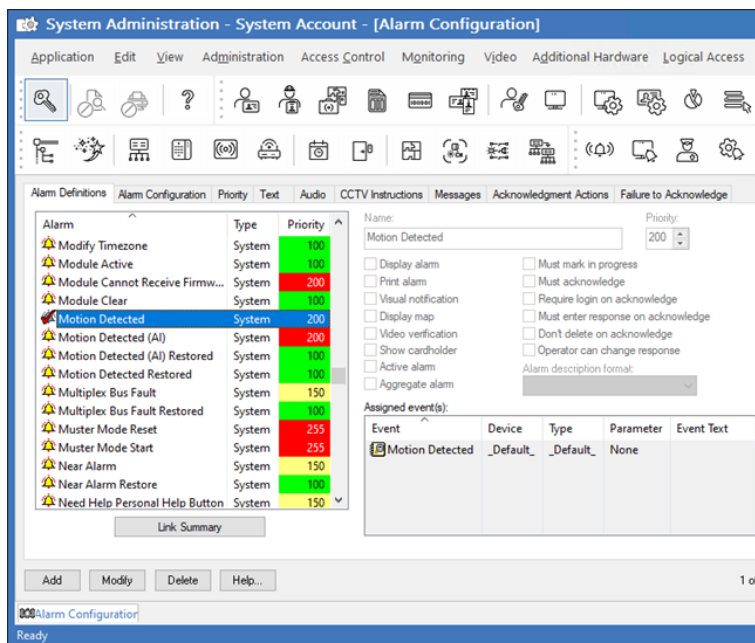 System Administration - System Account - [Alarm Configuration]
Application Edit View Administration Access Control Monitoring Video Additional Hardware Logical Access
Alarm Definitions Alarm Configuration Priority Text Audio CCTV Instructions Messages Acknowledgment Actions Failure to Acknowledge
Alarm Type Priority
Modify Timezone System 100
Module Active System 100
Module Cannot Receive Firmw... System 200
Module Clear System 100
Motion Detected System 200
Motion Detected (AI) System 200
Motion Detected (AI) Restored System 100
Motion Detected Restored System 100
Multiplex Bus Fault System 150
Multiplex Bus Fault Restored System 100
Muster Mode Reset System 255
Muster Mode Start System 255
Near Alarm System 150
Near Alarm Restore System 100
Need Help Personal Help Button System 150
Link Summary
Name: Priority:
Motion Detected 200
Display alarm Must mark in progress
Print alarm Must acknowledge
Visual notification Require login on acknowledge
Display map Must enter response on acknowledge
Video verification Don't delete on acknowledge
Show cardholder Operator can change response
Active alarm Alarm description format:
Aggregate alarm
Assigned event(s):
Event Device Type Parameter Event Text
Motion Detected _Default_ _Default_ None
Add Modify Delete Help... 1 o
Alarm Configuration
Ready